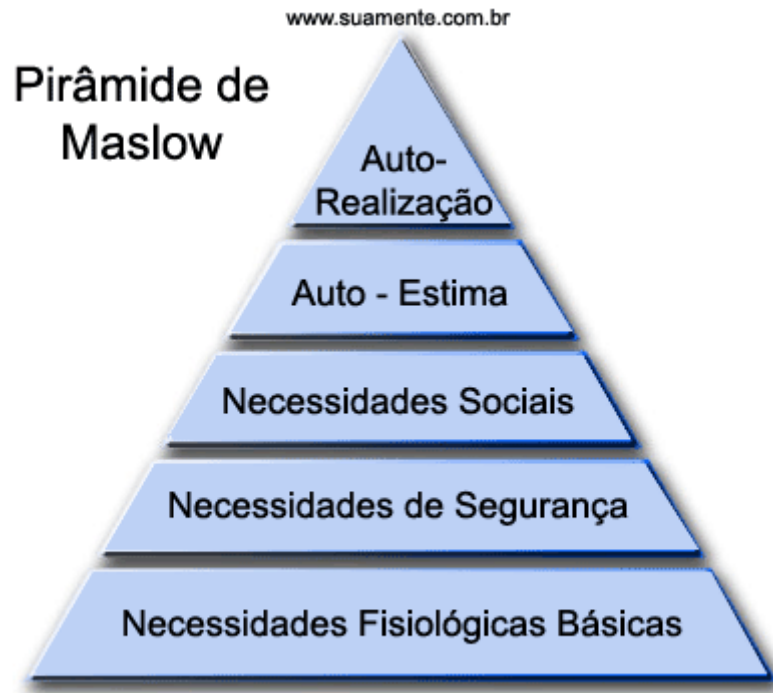 www.suamente.com.br
Pirâmide de
Maslow
Auto-
Realização
Auto - Estima
Necessidades Sociais
Necessidades de Segurança
Necessidades Fisiológicas Básicas